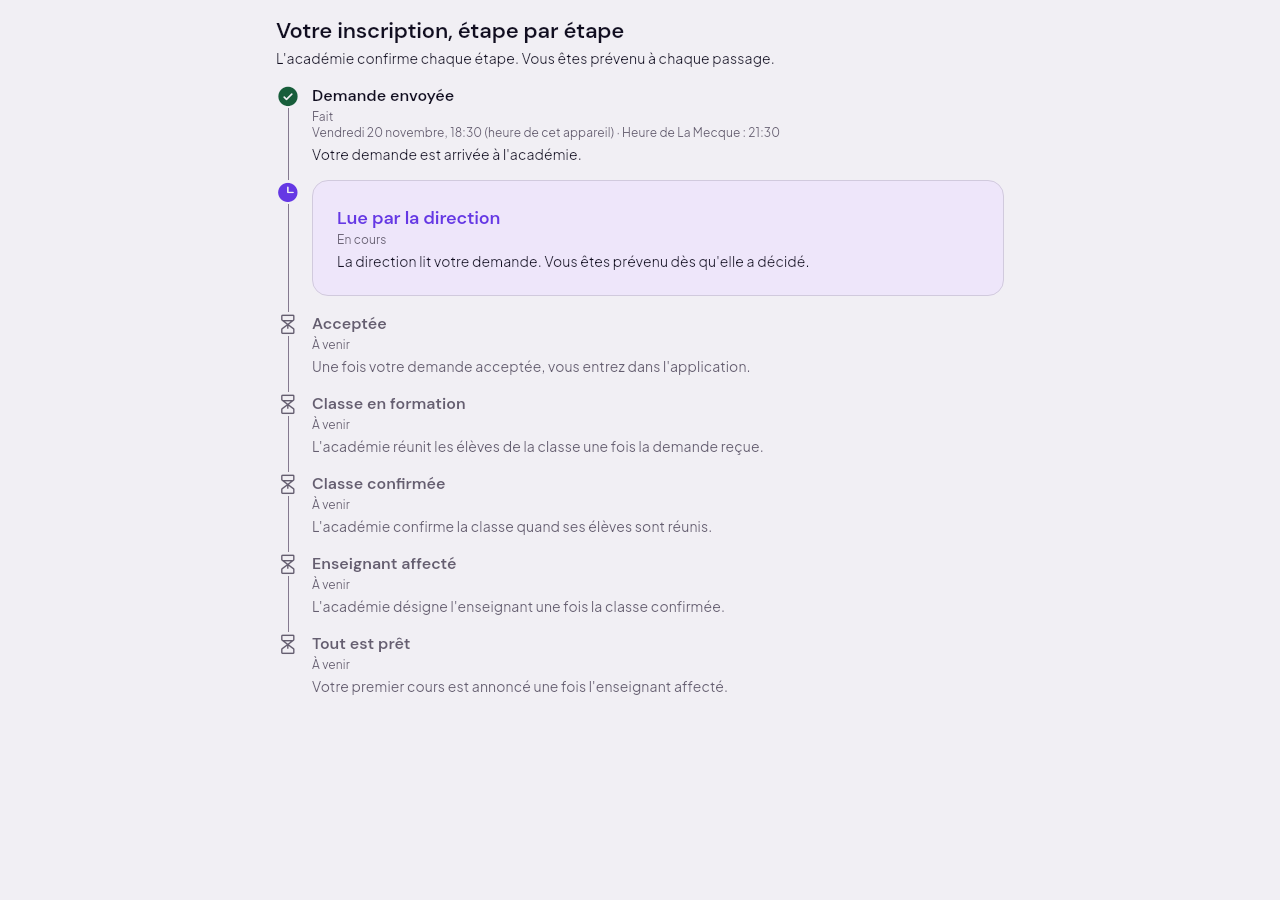 Votre inscription, étape par étape
L'académie confirme chaque étape. Vous êtes prévenu à chaque passage.
Demande envoyée
Fait
Vendredi 20 novembre, 18:30 (heure de cet appareil) · Heure de La Mecque : 21:30
Votre demande est arrivée à l'académie.
Lue par la direction
En cours
La direction lit votre demande. Vous êtes prévenu dès qu'elle a décidé.
Acceptée
À venir
Une fois votre demande acceptée, vous entrez dans l'application.
Classe en formation
À venir
L'académie réunit les élèves de la classe une fois la demande reçue.
Classe confirmée
À venir
L'académie confirme la classe quand ses élèves sont réunis.
Enseignant affecté
À venir
L'académie désigne l'enseignant une fois la classe confirmée.
Tout est prêt
À venir
Votre premier cours est annoncé une fois l'enseignant affecté.